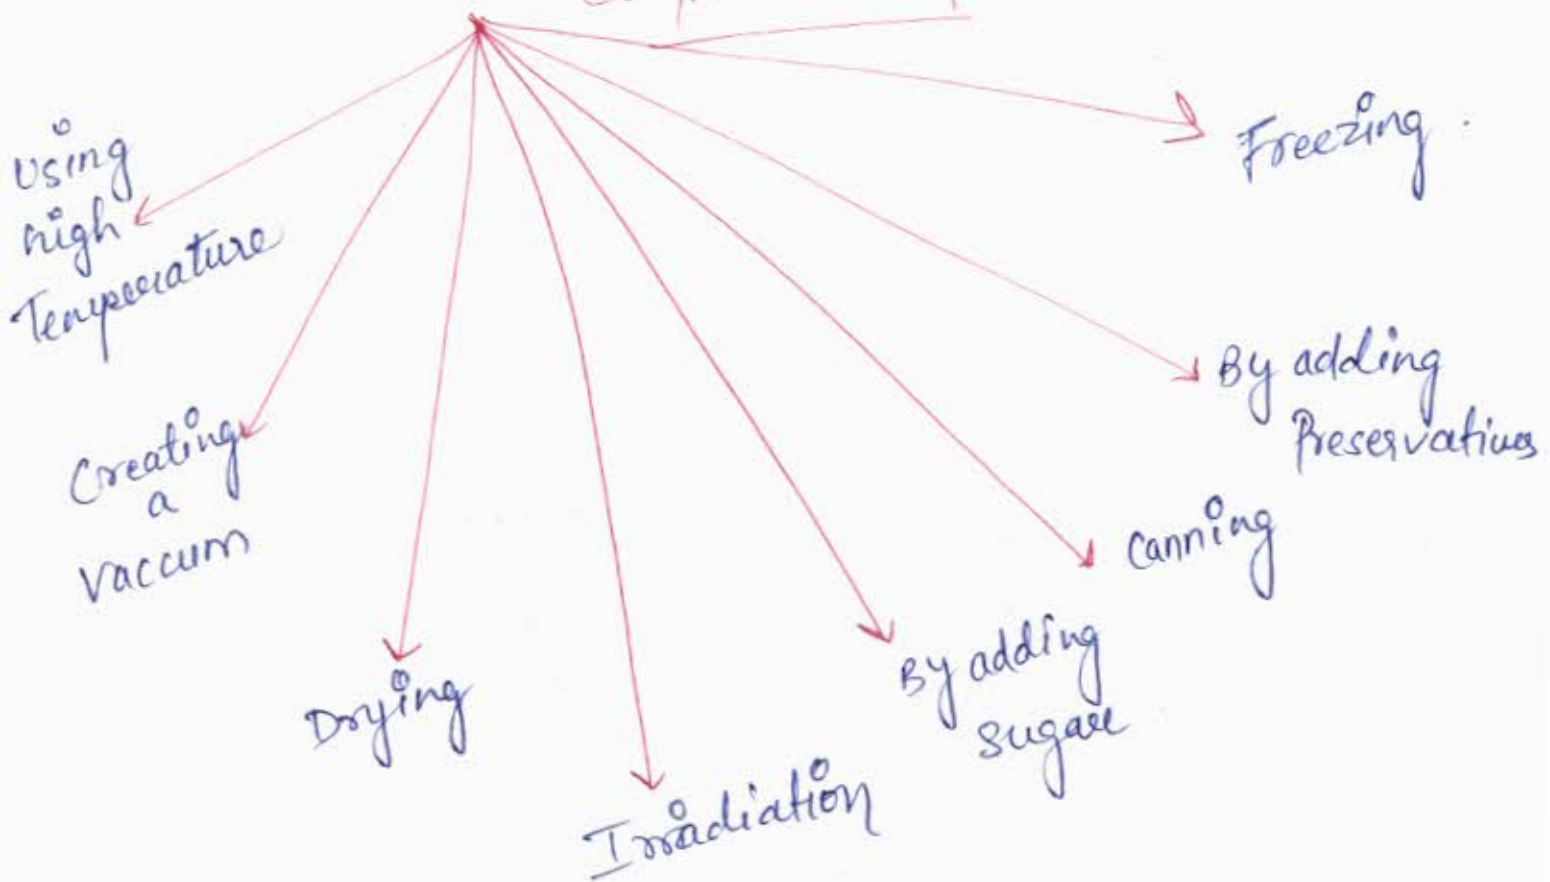 Using
high
Temperature
Creating
a
vaccum
Drying
Irradiation
By adding
sugar
Canning
By adding
Preservatives
Freezing.